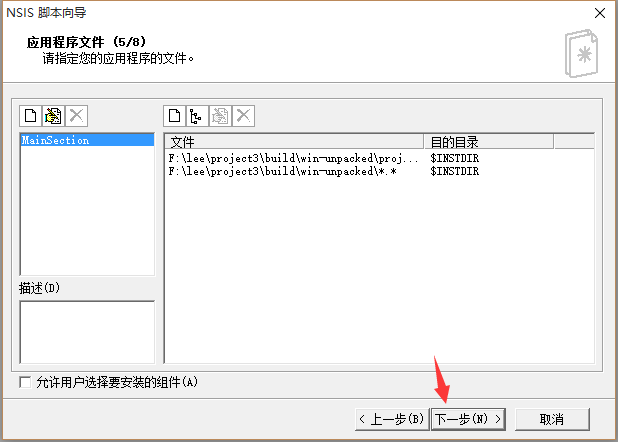 NSIS 脚本向导
应用程序文件 (5/8)
请指定您的应用程序的文件。
MainSection
文件 目的目录
F:\lee\project3\build\win-unpacked\proj... $INSTDIR
F:\lee\project3\build\win-unpacked\*.* $INSTDIR
描述(D)
允许用户选择要安装的组件(A)
< 上一步(B) 下一步(N) > 取消